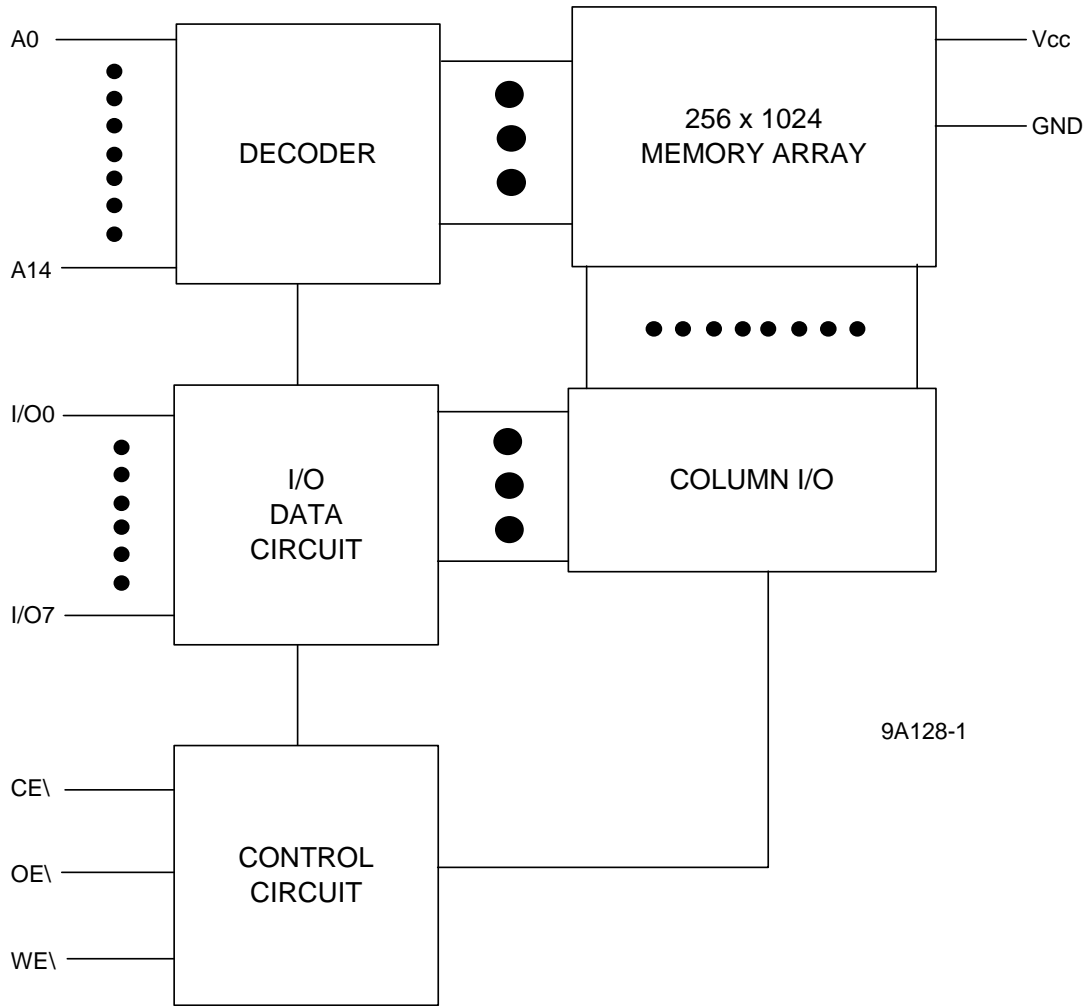 A0
DECODER
A14
256 x 1024
MEMORY ARRAY
Vcc
GND
I/O0
I/O
DATA
CIRCUIT
I/O7
COLUMN I/O
9A128-1
CE\
OE\
WE\
CONTROL
CIRCUIT